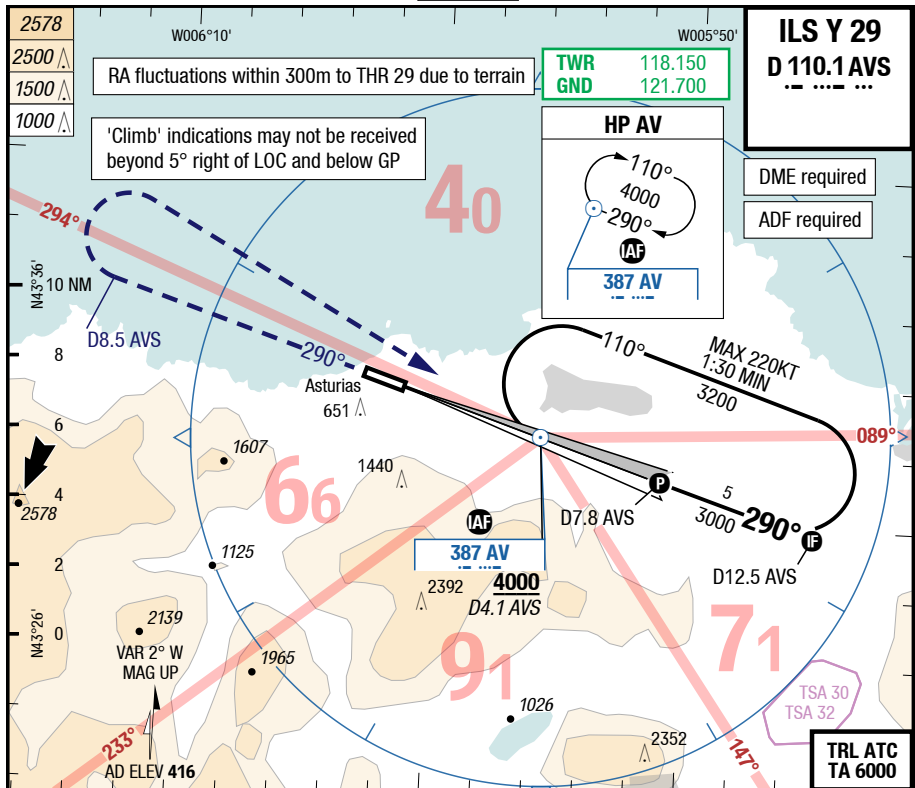 2578
2500
1500
1000
W006°10'
W005°50'
ILS Y 29
D 110.1 AVS
RA fluctuations within 300m to THR 29 due to terrain
TWR 118.150
GND 121.700
'Climb' indications may not be received
beyond 5° right of LOC and below GP
HP AV
110°
4000
290°
IAF
387 AV
DME required
ADF required
294°
40
N43°36'
10 NM
D8.5 AVS
290°
8
Asturias
651
110°
MAX 220KT
1:30 MIN
3200
6
089°
1607
1440
66
4
2578
P
D7.8 AVS
5
3000
290°
IF
IAF
387 AV
4000
D4.1 AVS
D12.5 AVS
1125
2
2392
N43°26'
0
2139
VAR 2° W
MAG UP
1965
91
71
1026
TSA 30
TSA 32
233°
147°
2352
AD ELEV 416
TRL ATC
TA 6000